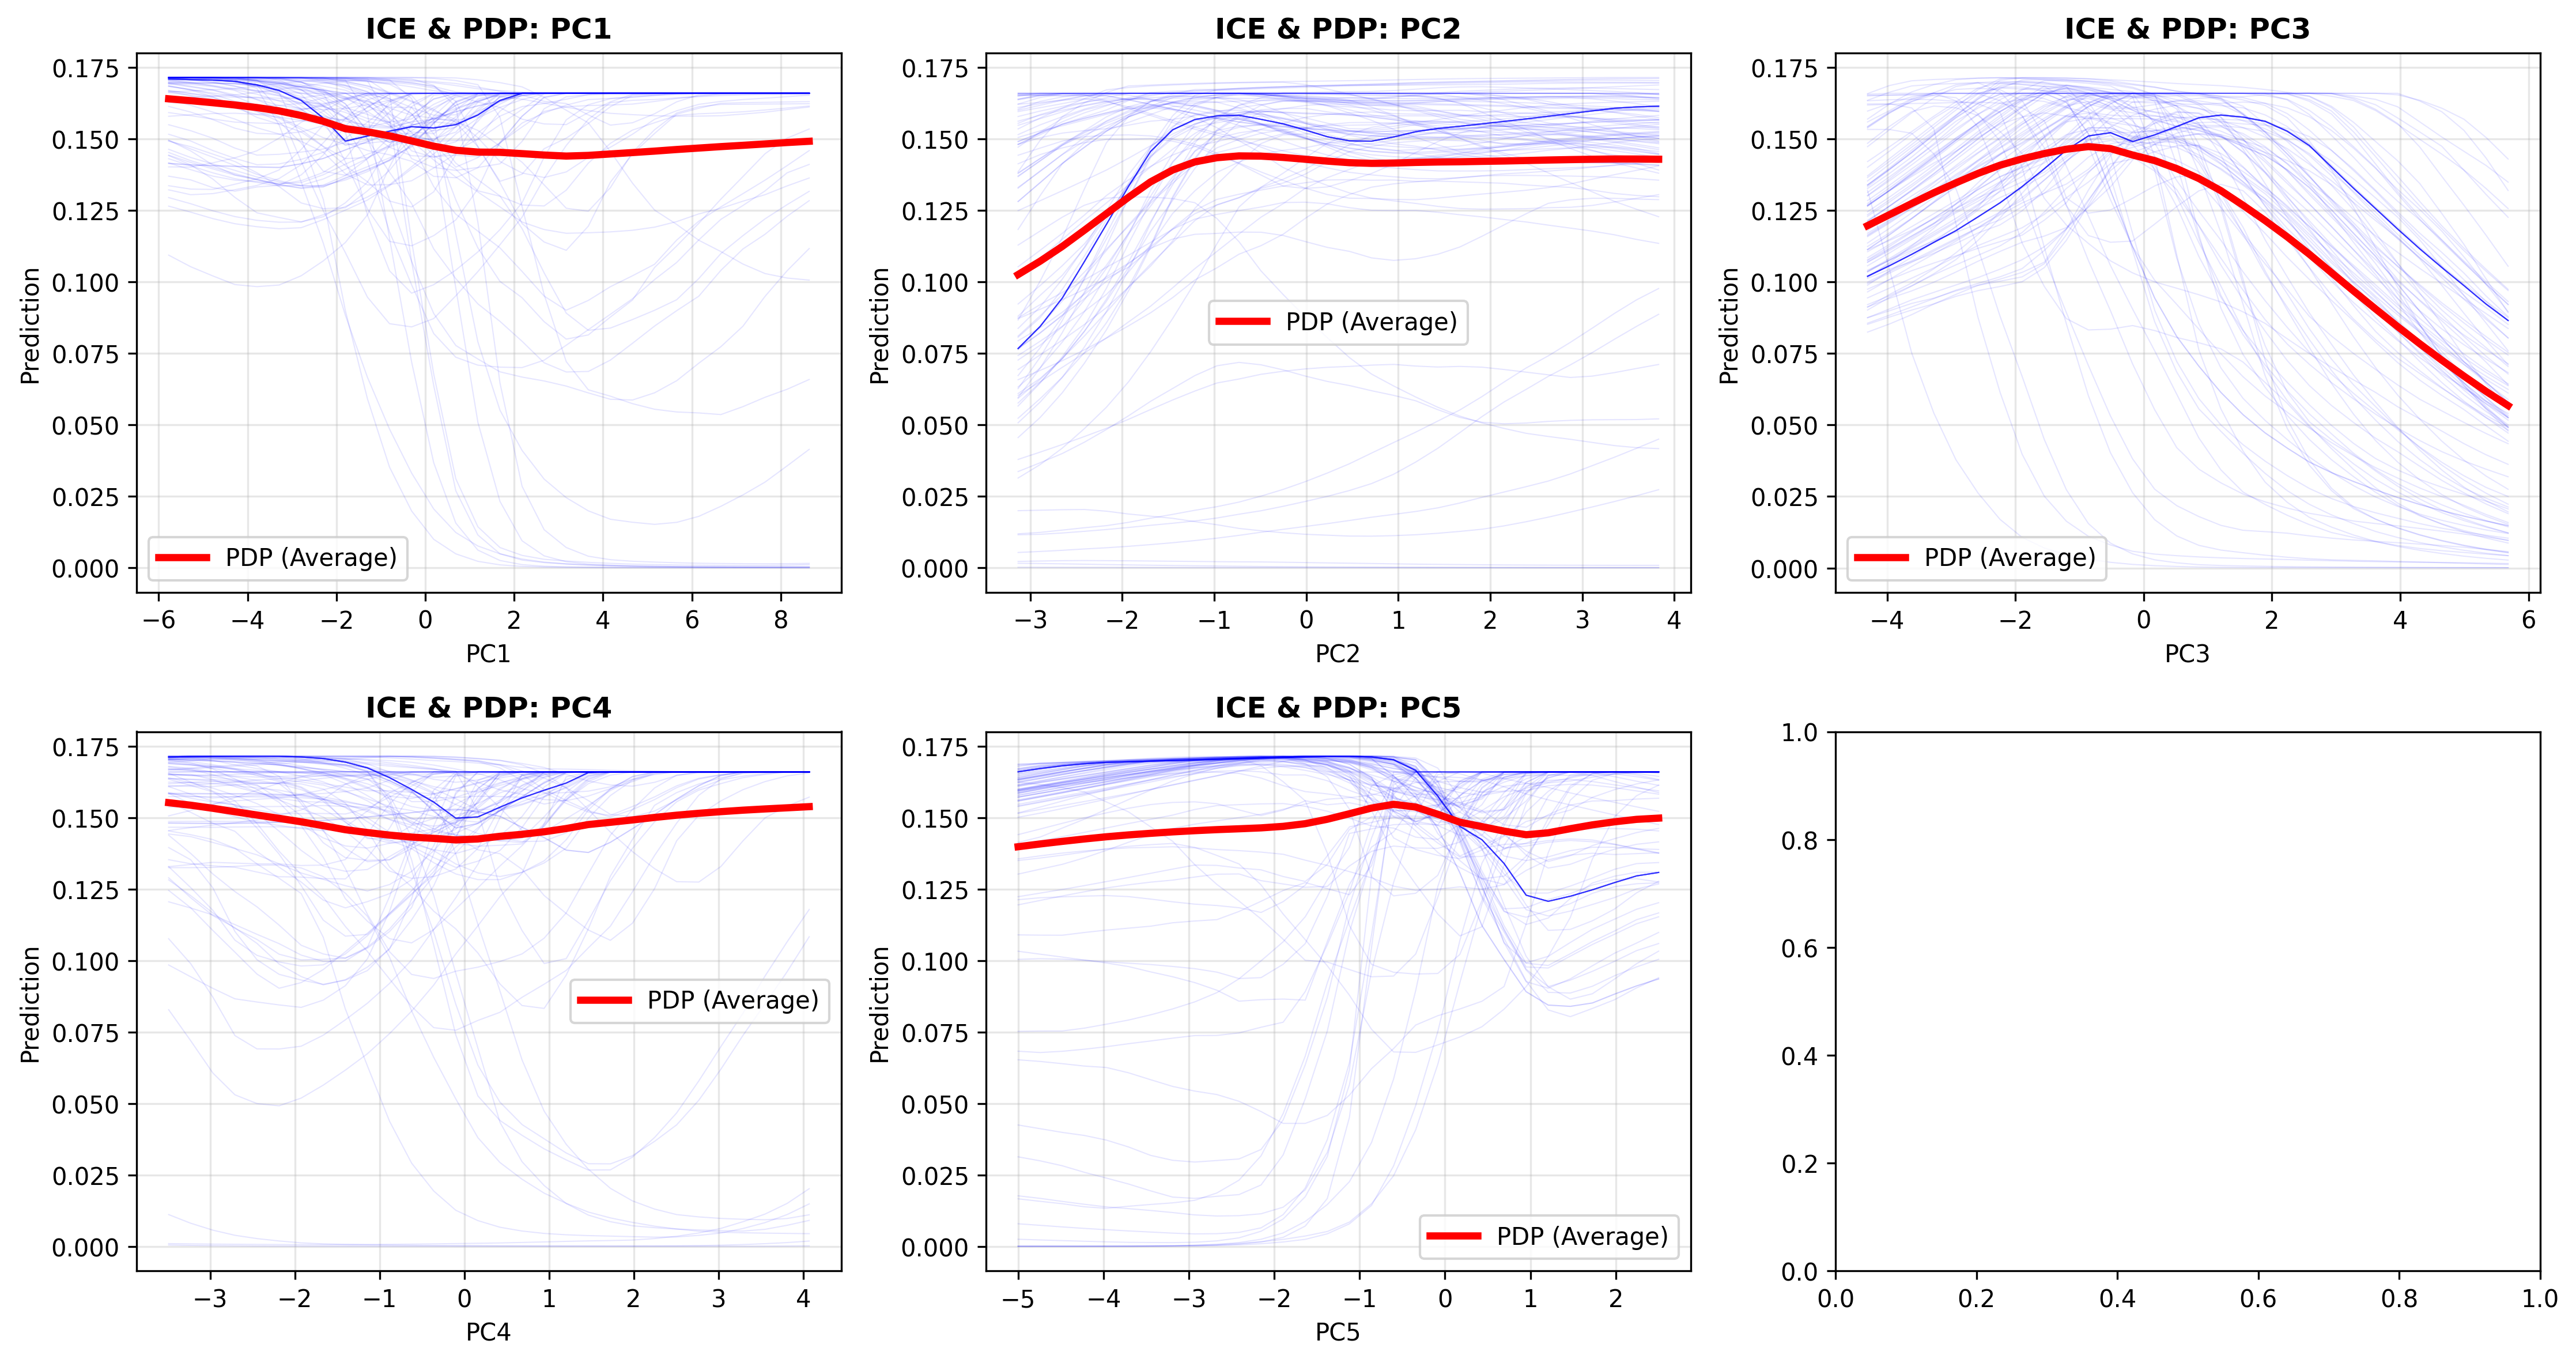 ICE & PDP: PC1
0.175
0.150
0.125
0.100
0.075
0.050
0.025
0.000
Prediction
PDP (Average)
−6 −4 −2 0 2 4 6 8
PC1
ICE & PDP: PC2
0.175
0.150
0.125
0.100
0.075
0.050
0.025
0.000
Prediction
PDP (Average)
−3 −2 −1 0 1 2 3 4
PC2
ICE & PDP: PC3
0.175
0.150
0.125
0.100
0.075
0.050
0.025
0.000
Prediction
PDP (Average)
−4 −2 0 2 4 6
PC3
ICE & PDP: PC4
0.175
0.150
0.125
0.100
0.075
0.050
0.025
0.000
Prediction
PDP (Average)
−3 −2 −1 0 1 2 3 4
PC4
ICE & PDP: PC5
0.175
0.150
0.125
0.100
0.075
0.050
0.025
0.000
Prediction
PDP (Average)
−5 −4 −3 −2 −1 0 1 2
PC5
1.0
0.8
0.6
0.4
0.2
0.0
0.0 0.2 0.4 0.6 0.8 1.0